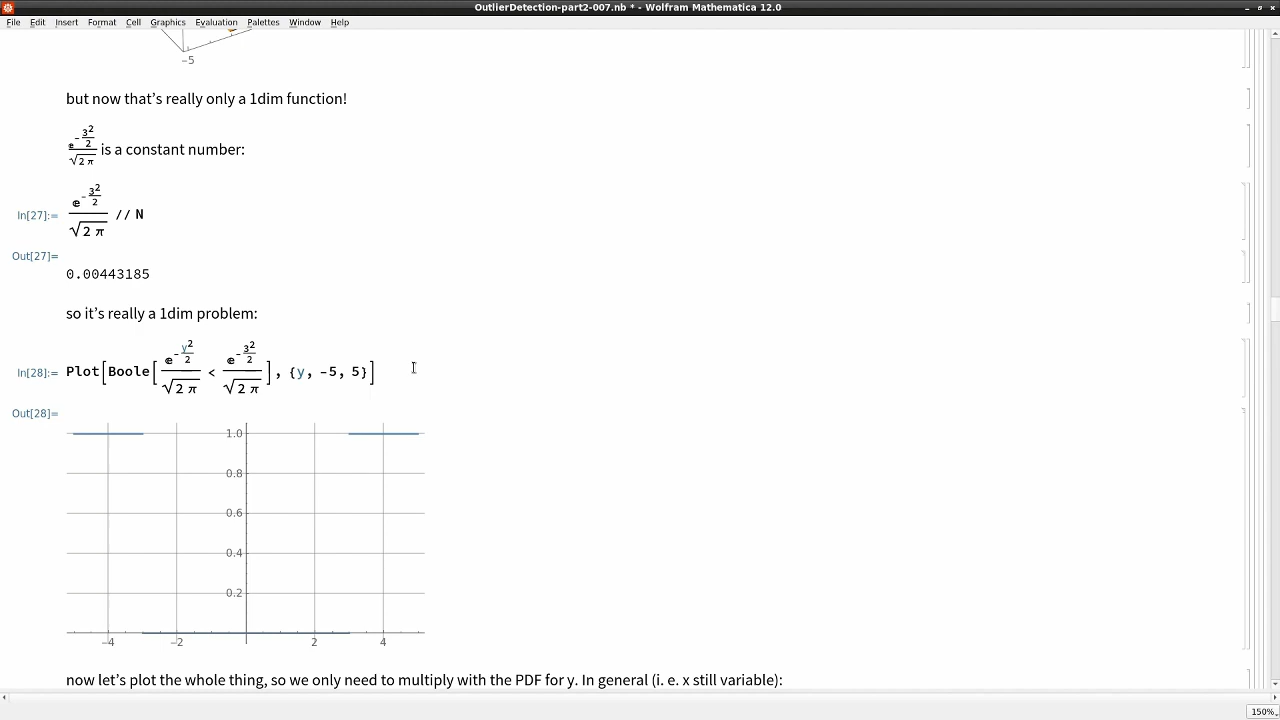 OutlierDetection-part2-007.nb * - Wolfram Mathematica 12.0
File Edit Insert Format Cell Graphics Evaluation Palettes Window Help
-5
but now that's really only a 1dim function!
ⅇ^(-3^2/2)/√(2 π) is a constant number:
In[27]:= ⅇ^(-3^2/2)/√(2 π) // N
Out[27]=
0.00443185
so it's really a 1dim problem:
In[28]:= Plot[Boole[ⅇ^(-y^2/2)/√(2 π) < ⅇ^(-3^2/2)/√(2 π)], {y, -5, 5}]
Out[28]=
1.0
0.8
0.6
0.4
0.2
-4 -2 2 4
now let's plot the whole thing, so we only need to multiply with the PDF for y. In general (i. e. x still variable):
150%